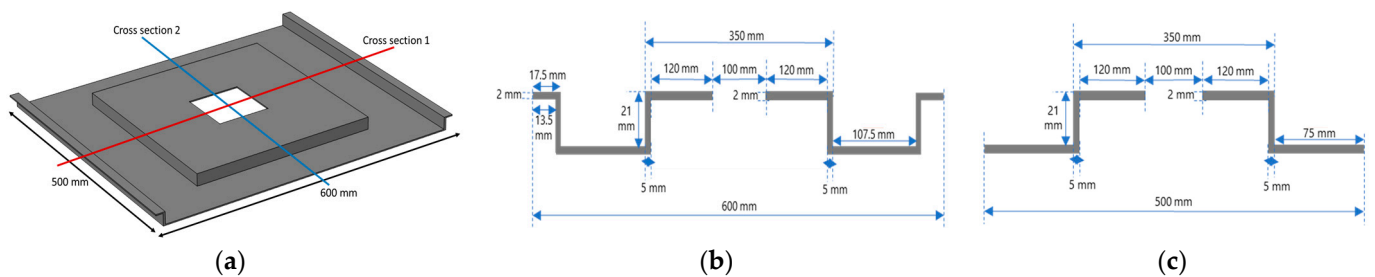 Cross section 2
Cross section 1
500 mm
600 mm
(a)
350 mm
17.5 mm
120 mm
100 mm
120 mm
2 mm
2 mm
13.5
mm
21
mm
107.5 mm
5 mm
5 mm
600 mm
(b)
350 mm
120 mm
100 mm
120 mm
2 mm
21
mm
75 mm
5 mm
5 mm
500 mm
(c)